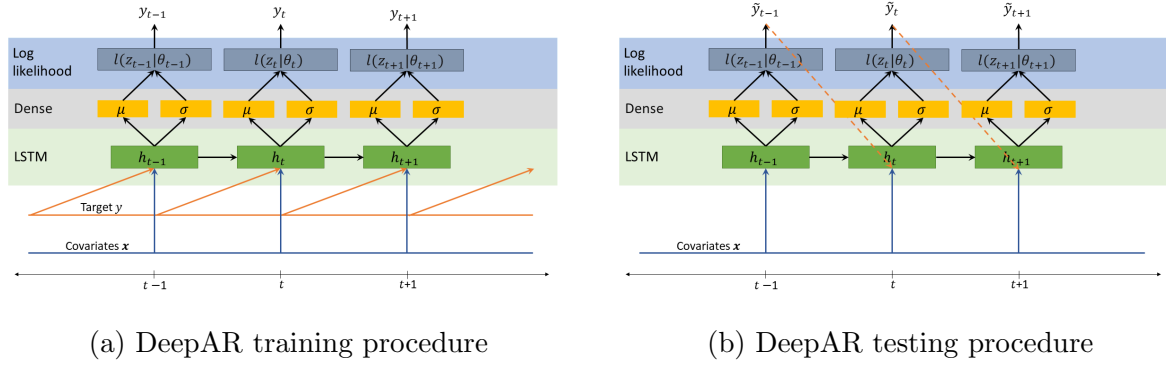 y_{t−1} y_t y_{t+1}
Log
likelihood
l(z_{t−1}|θ_{t−1}) l(z_t|θ_t) l(z_{t+1}|θ_{t+1})
Dense μ σ μ σ μ σ
LSTM h_{t−1} h_t h_{t+1}
Target y
Covariates x
t −1 t t+1
(a) DeepAR training procedure
ỹ_{t−1} ỹ_t ỹ_{t+1}
Log
likelihood
l(z_{t−1}|θ_{t−1}) l(z_t|θ_t) l(z_{t+1}|θ_{t+1})
Dense μ σ μ σ μ σ
LSTM h_{t−1} h_t h_{t+1}
Covariates x
t −1 t t+1
(b) DeepAR testing procedure